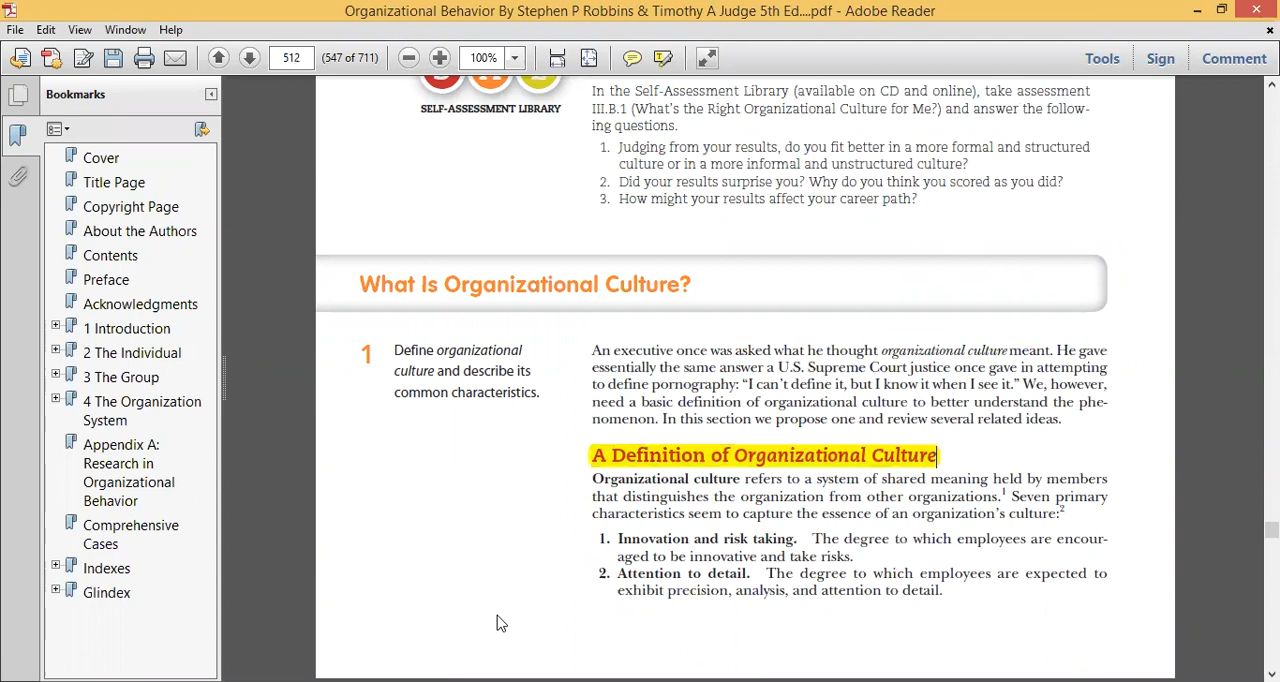 Organizational Behavior By Stephen P Robbins & Timothy A Judge 5th Ed....pdf - Adobe Reader
File Edit View Window Help
512 (547 of 711) 100% Tools Sign Comment
Bookmarks
Cover
Title Page
Copyright Page
About the Authors
Contents
Preface
Acknowledgments
1 Introduction
2 The Individual
3 The Group
4 The Organization
System
Appendix A:
Research in
Organizational
Behavior
Comprehensive
Cases
Indexes
Glindex
SELF-ASSESSMENT LIBRARY
In the Self-Assessment Library (available on CD and online), take assessment
III.B.1 (What's the Right Organizational Culture for Me?) and answer the follow-
ing questions.
1. Judging from your results, do you fit better in a more formal and structured
culture or in a more informal and unstructured culture?
2. Did your results surprise you? Why do you think you scored as you did?
3. How might your results affect your career path?
What Is Organizational Culture?
1 Define organizational
culture and describe its
common characteristics.
An executive once was asked what he thought organizational culture meant. He gave
essentially the same answer a U.S. Supreme Court justice once gave in attempting
to define pornography: "I can't define it, but I know it when I see it." We, however,
need a basic definition of organizational culture to better understand the phe-
nomenon. In this section we propose one and review several related ideas.
A Definition of Organizational Culture
Organizational culture refers to a system of shared meaning held by members
that distinguishes the organization from other organizations.1 Seven primary
characteristics seem to capture the essence of an organization's culture:2
1. Innovation and risk taking. The degree to which employees are encour-
aged to be innovative and take risks.
2. Attention to detail. The degree to which employees are expected to
exhibit precision, analysis, and attention to detail.